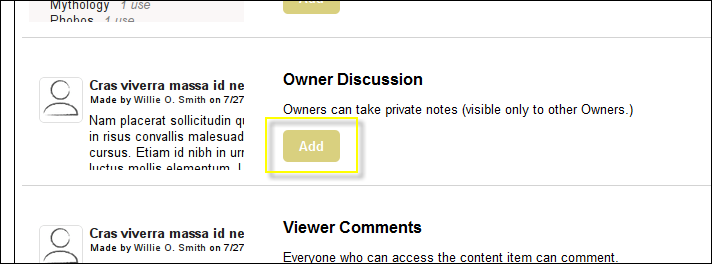 Mythology 1 use
Phobos 1 use
Add
Cras viverra massa id ne
Made by Willie O. Smith on 7/27
Nam placerat sollicitudin
in risus convallis malesuad
cursus. Etiam id nibh in urn
luctus mollis elementum.
Owner Discussion
Owners can take private notes (visible only to other Owners.)
Add
Cras viverra massa id ne
Made by Willie O. Smith on 7/27
Viewer Comments
Everyone who can access the content item can comment.